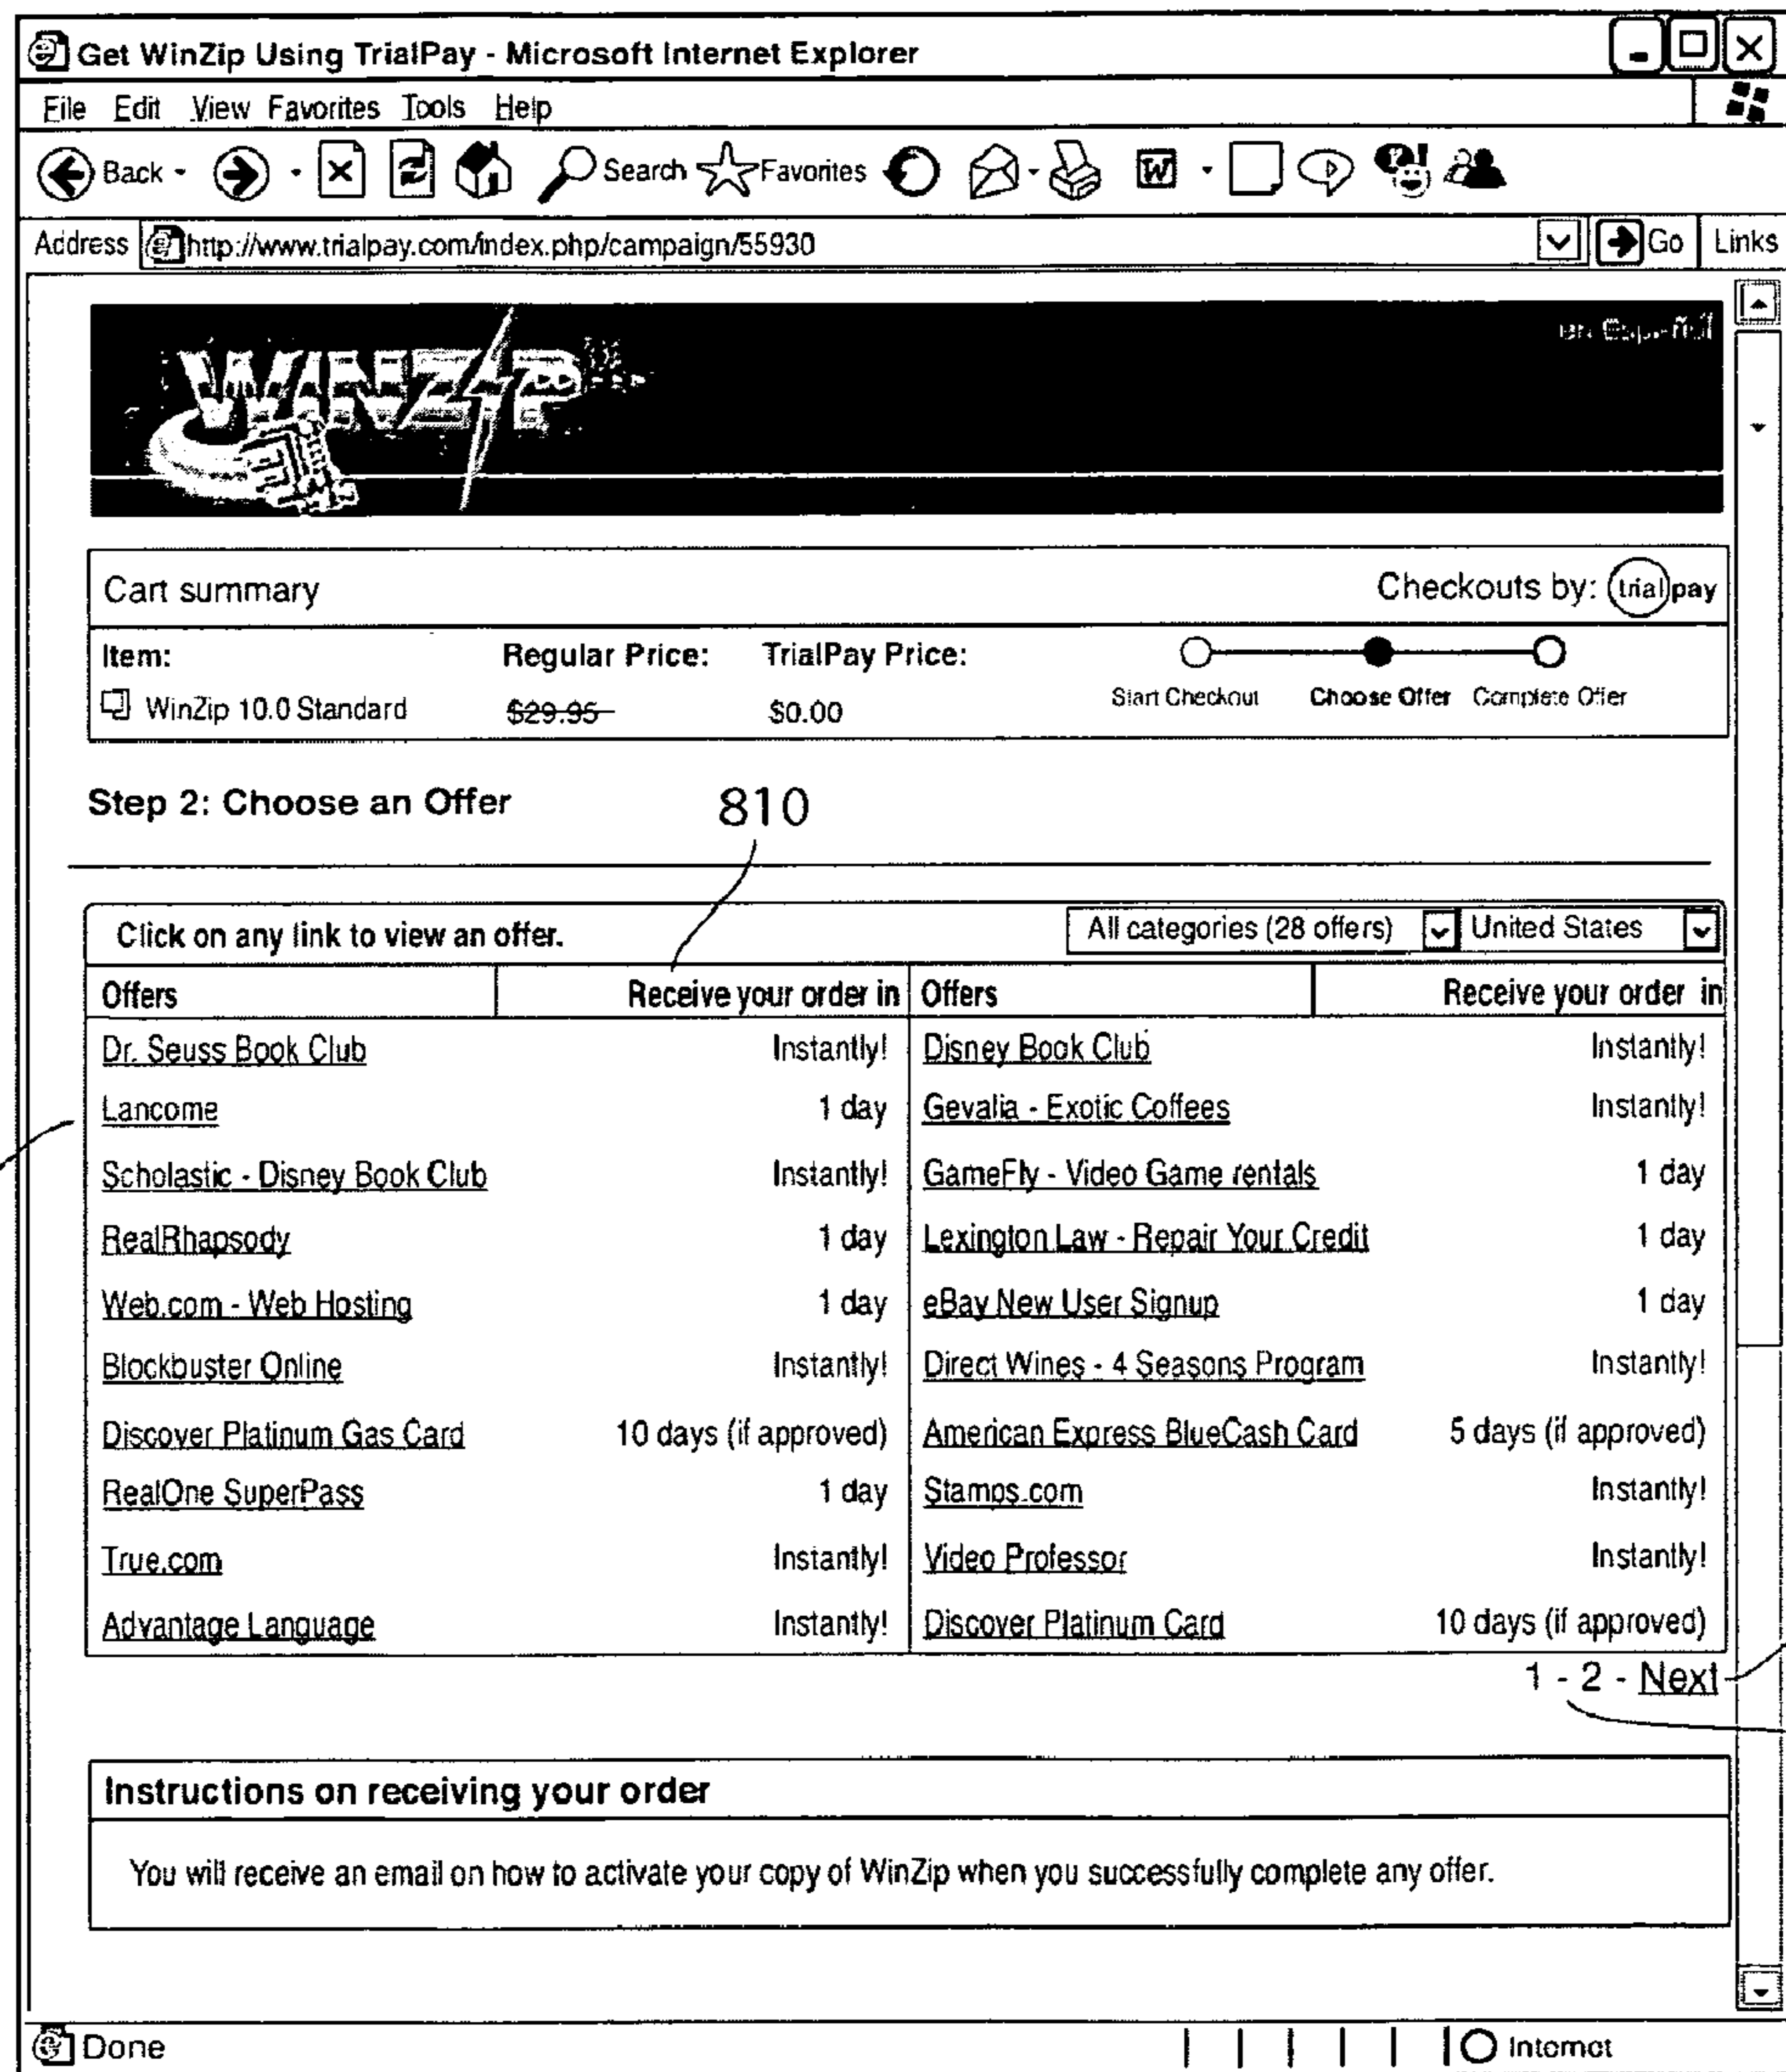 Get WinZip Using TrialPay - Microsoft Internet Explorer
File Edit View Favorites Tools Help
Back Search Favorites W
Address http://www.trialpay.com/index.php/campaign/55930 Go Links
WINZIP en Español
Cart summary Checkouts by: trialpay
Item: Regular Price: TrialPay Price:
WinZip 10.0 Standard $29.95 $0.00 Start Checkout Choose Offer Complete Offer
Step 2: Choose an Offer 810
Click on any link to view an offer. All categories (28 offers) United States
Offers Receive your order in Offers Receive your order in
Dr. Seuss Book Club Instantly! Disney Book Club Instantly!
Lancome 1 day Gevalia - Exotic Coffees Instantly!
Scholastic - Disney Book Club Instantly! GameFly - Video Game rentals 1 day
RealRhapsody 1 day Lexington Law - Repair Your Credit 1 day
Web.com - Web Hosting 1 day eBay New User Signup 1 day
Blockbuster Online Instantly! Direct Wines - 4 Seasons Program Instantly!
Discover Platinum Gas Card 10 days (if approved) American Express BlueCash Card 5 days (if approved)
RealOne SuperPass 1 day Stamps.com Instantly!
True.com Instantly! Video Professor Instantly!
Advantage Language Instantly! Discover Platinum Card 10 days (if approved)
1 - 2 - Next
Instructions on receiving your order
You will receive an email on how to activate your copy of WinZip when you successfully complete any offer.
Done Internet